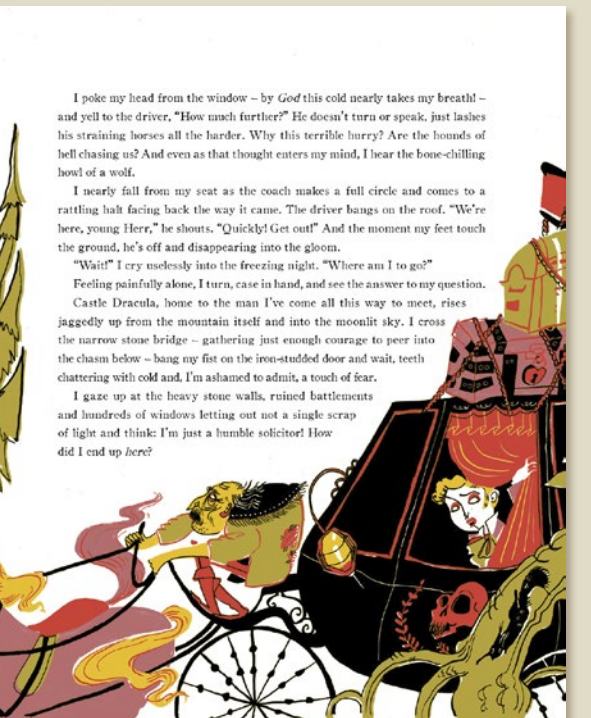 I poke my head from the window – by God this cold nearly takes my breath! –
and yell to the driver, “How much further?” He doesn’t turn or speak, just lashes
his straining horses all the harder. Why this terrible hurry? Are the hounds of
hell chasing us? And even as that thought enters my mind, I hear the bone-chilling
howl of a wolf.
I nearly fall from my seat as the coach makes a full circle and comes to a
rattling halt facing back the way it came. The driver bangs on the roof. “We’re
here, young Herr,” he shouts. “Quickly! Get out!” And the moment my feet touch
the ground, he’s off and disappearing into the gloom.
“Wait!” I cry uselessly into the freezing night. “Where am I to go?”
Feeling painfully alone, I turn, case in hand, and see the answer to my question.
Castle Dracula, home to the man I’ve come all this way to meet, rises
jaggedly up from the mountain itself and into the moonlit sky. I cross
the narrow stone bridge – gathering just enough courage to peer into
the chasm below – bang my fist on the iron-studded door and wait, teeth
chattering with cold and, I’m ashamed to admit, a touch of fear.
I gaze up at the heavy stone walls, ruined battlements
and hundreds of windows letting out not a single scrap
of light and think: I’m just a humble solicitor! How
did I end up here?